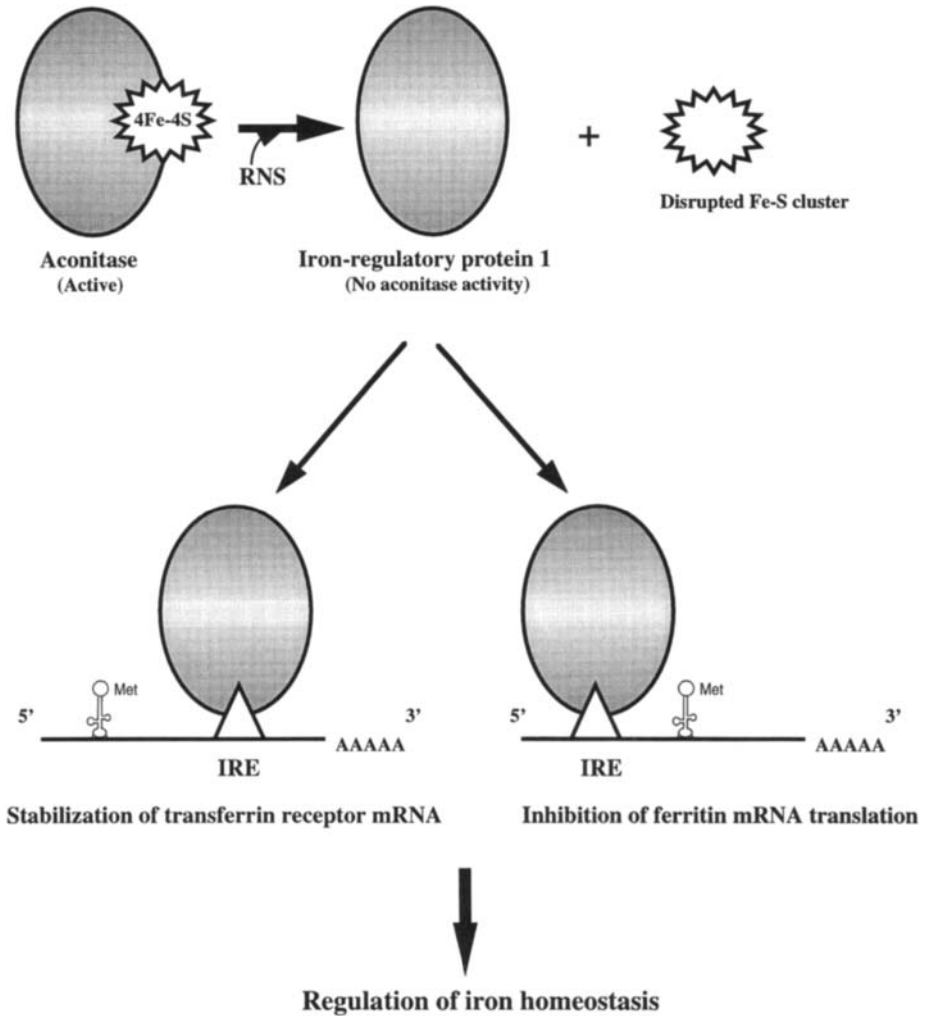 4Fe-4S
RNS
+
Disrupted Fe-S cluster
Aconitase
(Active)
Iron-regulatory protein 1
(No aconitase activity)
5’
Met
3’
AAAAA
IRE
5’
Met
3’
AAAAA
IRE
Stabilization of transferrin receptor mRNA
Inhibition of ferritin mRNA translation
Regulation of iron homeostasis